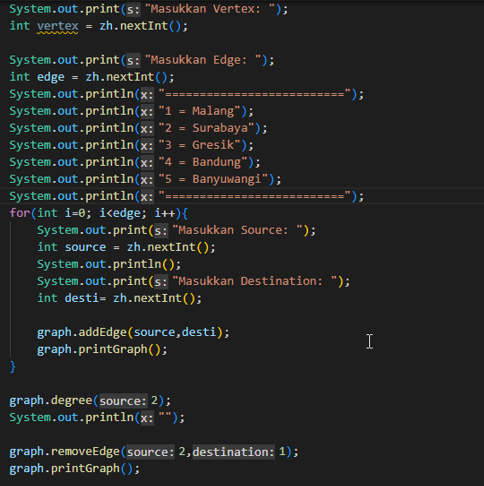 System.out.print(s: "Masukkan Vertex: ");
int vertex = zh.nextInt();
System.out.print(s: "Masukkan Edge: ");
int edge = zh.nextInt();
System.out.println(x: "==========================");
System.out.println(x: "1 = Malang");
System.out.println(x: "2 = Surabaya");
System.out.println(x: "3 = Gresik");
System.out.println(x: "4 = Bandung");
System.out.println(x: "5 = Banyuwangi");
System.out.println(x: "==========================");
for(int i=0; i<edge; i++){
System.out.print(s: "Masukkan Source: ");
int source = zh.nextInt();
System.out.println();
System.out.print(s: "Masukkan Destination: ");
int desti= zh.nextInt();
graph.addEdge(source,desti);
graph.printGraph();
}
graph.degree(source: 2);
System.out.println(x: "");
graph.removeEdge(source: 2,destination: 1);
graph.printGraph();